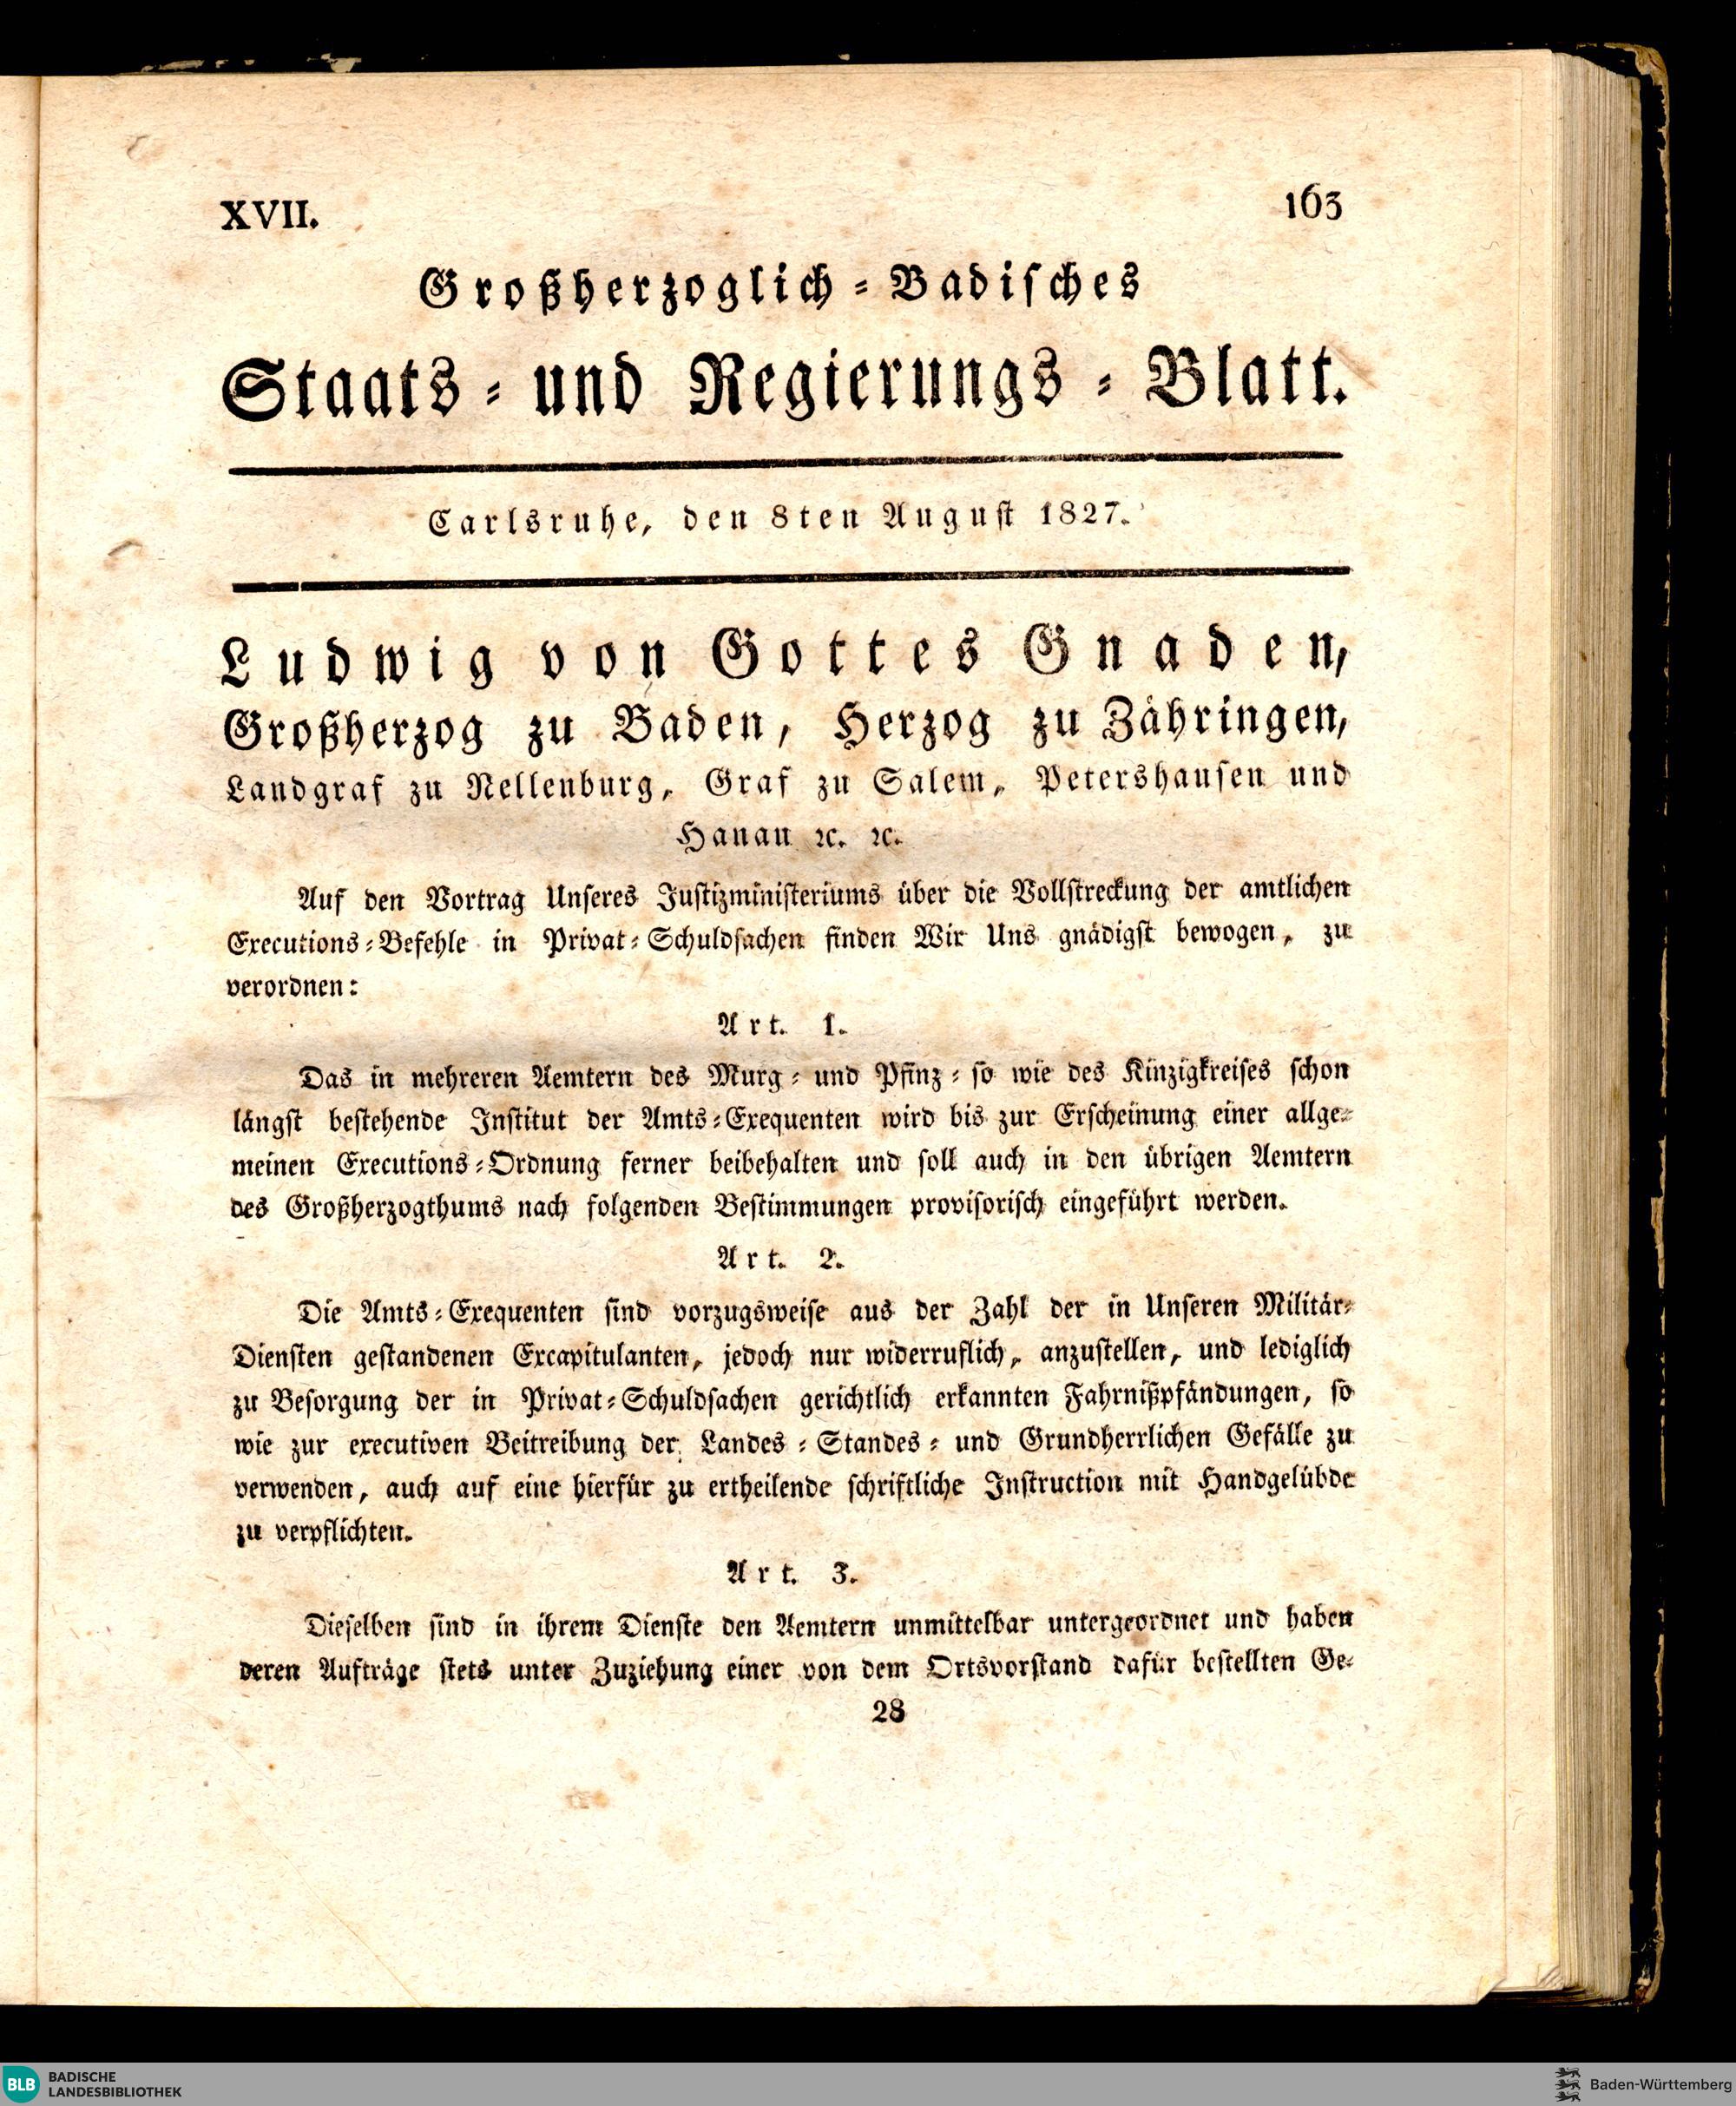 XVII.
163
Großherzoglich-Badisches
Staats- und Regierungs-Blatt.
Carlsruhe, den 8ten August 1827.
Ludwig von Gottes Gnaden,
Großherzog zu Baden, Herzog zu Zähringen,
Landgraf zu Nellenburg, Graf zu Salem, Petershausen und
Hanau ꝛc. ꝛc.
Auf den Vortrag Unseres Justizministeriums über die Vollstreckung der amtlichen
Executions-Befehle in Privat-Schuldsachen finden Wir Uns gnädigst bewogen, zu
verordnen:
Art. 1.
Das in mehreren Aemtern des Murg- und Pfinz- so wie des Kinzigkreises schon
längst bestehende Institut der Amts-Exequenten wird bis zur Erscheinung einer allge-
meinen Executions-Ordnung ferner beibehalten und soll auch in den übrigen Aemtern
des Großherzogthums nach folgenden Bestimmungen provisorisch eingeführt werden.
Art. 2.
Die Amts-Exequenten sind vorzugsweise aus der Zahl der in Unseren Militär-
Diensten gestandenen Excapitulanten, jedoch nur widerruflich, anzustellen, und lediglich
zu Besorgung der in Privat-Schuldsachen gerichtlich erkannten Fahrnißpfändungen, so
wie zur executiven Beitreibung der Landes- Standes- und Grundherrlichen Gefälle zu
verwenden, auch auf eine hierfür zu ertheilende schriftliche Instruction mit Handgelübde
zu verpflichten.
Art. 3.
Dieselben sind in ihrem Dienste den Aemtern unmittelbar untergeordnet und haben
deren Aufträge stets unter Zuziehung einer von dem Ortsvorstand dafür bestellten Ge-
28
BLB
BADISCHE
LANDESBIBLIOTHEK
Baden-Württemberg